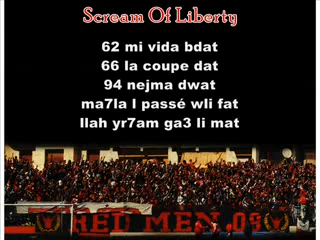 Scream Of Liberty
62 mi vida bdat
66 la coupe dat
94 nejma dwat
ma7la l passé wli fat
llah yr7am ga3 li mat
RED MEN. 09